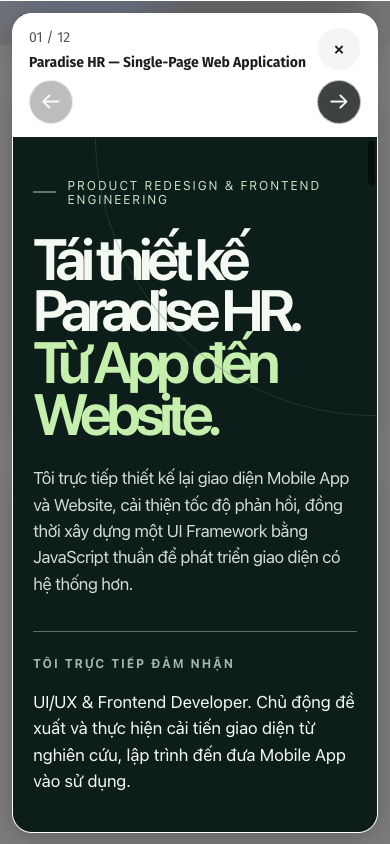 01 / 12
Paradise HR — Single-Page Web Application
PRODUCT REDESIGN & FRONTEND
ENGINEERING
Tái thiết kế
Paradise HR.
Từ App đến
Website.
Tôi trực tiếp thiết kế lại giao diện Mobile App
và Website, cải thiện tốc độ phản hồi, đồng
thời xây dựng một UI Framework bằng
JavaScript thuần để phát triển giao diện có
hệ thống hơn.
TÔI TRỰC TIẾP ĐẢM NHẬN
UI/UX & Frontend Developer. Chủ động đề
xuất và thực hiện cải tiến giao diện từ
nghiên cứu, lập trình đến đưa Mobile App
vào sử dụng.